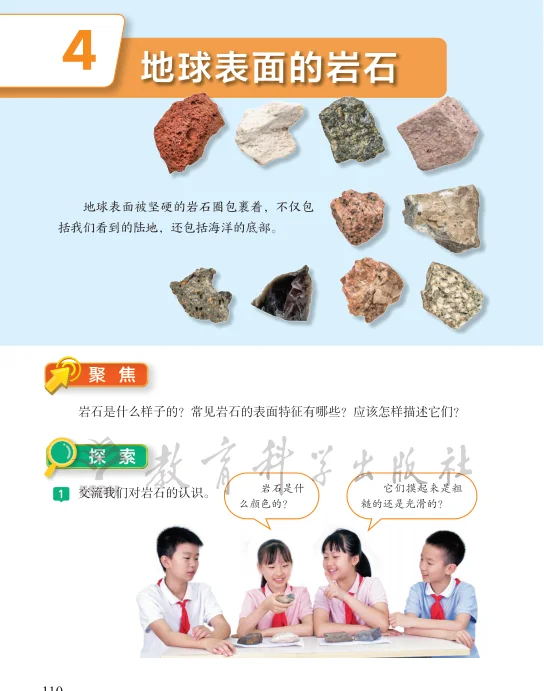 4
地球表面的岩石
地球表面被坚硬的岩石圈包裹着，不仅包
括我们看到的陆地，还包括海洋的底部。
聚焦
岩石是什么样子的？常见岩石的表面特征有哪些？应该怎样描述它们？
探索
教育科学出版社
1 交流我们对岩石的认识。
岩石是什
么颜色的？
它们摸起来是粗
糙的还是光滑的？
110